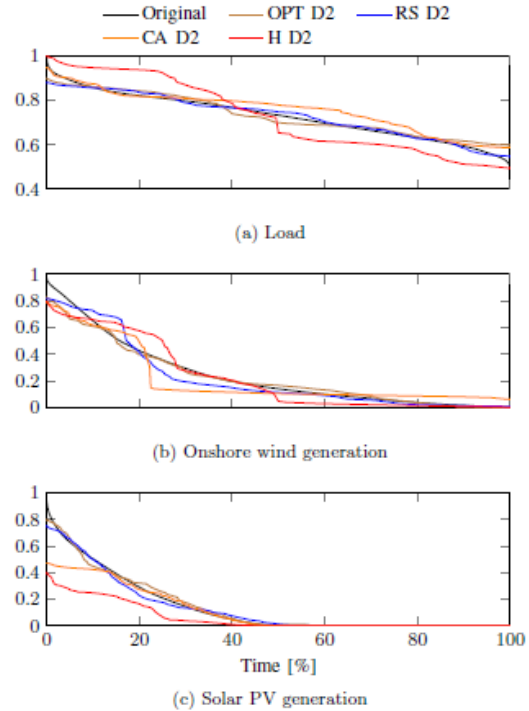 Original OPT D2 RS D2
CA D2 H D2
1
0.8
0.6
0.4
(a) Load
1
0.8
0.6
0.4
0.2
0
(b) Onshore wind generation
1
0.8
0.6
0.4
0.2
0
0 20 40 60 80 100
Time [%]
(c) Solar PV generation